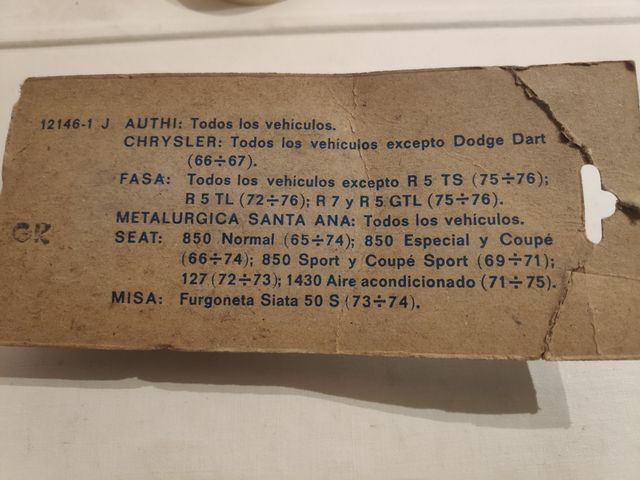 12146-1 J AUTHI: Todos los vehículos.
CHRYSLER: Todos los vehículos excepto Dodge Dart
(66÷67).
FASA: Todos los vehículos excepto R 5 TS (75÷76);
R 5 TL (72÷76); R 7 y R 5 GTL (75÷76).
METALURGICA SANTA ANA: Todos los vehículos.
GK
SEAT: 850 Normal (65÷74); 850 Especial y Coupé
(66÷74); 850 Sport y Coupé Sport (69÷71);
127 (72÷73); 1430 Aire acondicionado (71÷75).
MISA: Furgoneta Siata 50 S (73÷74).